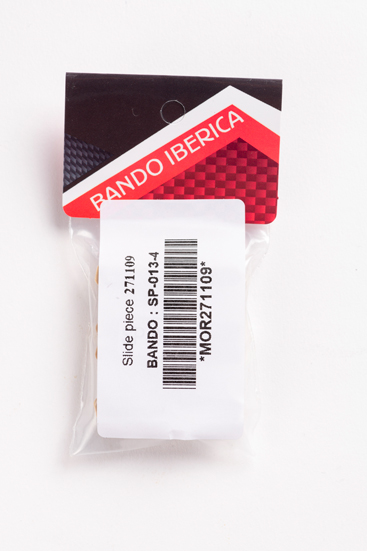 BANDO IBERICA
Slide piece 271109
BANDO : SP-013-4
*MOR271109*